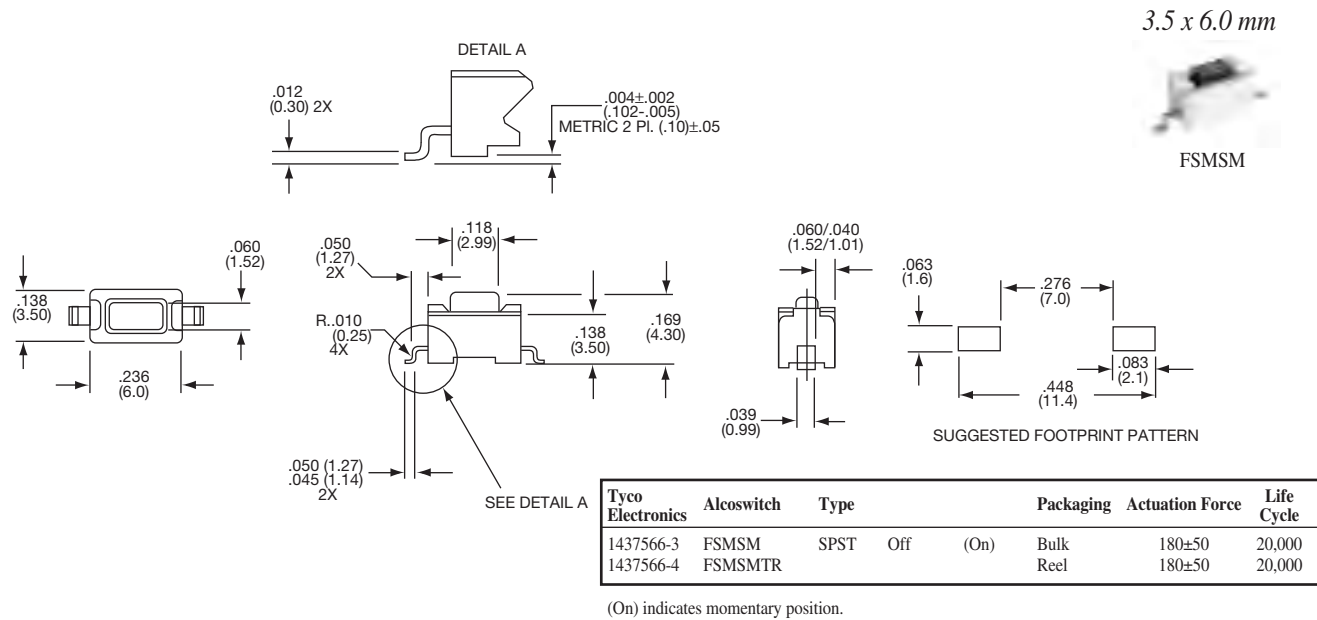 3.5 x 6.0 mm
FSMSM
DETAIL A
.012
(0.30) 2X
.004±.002
(.102-.005)
METRIC 2 Pl. (.10)±.05
.138
(3.50)
.060
(1.52)
.236
(6.0)
.050
(1.27)
2X
.118
(2.99)
R..010
(0.25)
4X
.138
(3.50)
.169
(4.30)
.050 (1.27)
.045 (1.14)
2X
SEE DETAIL A
.060/.040
(1.52/1.01)
.039
(0.99)
.063
(1.6)
.276
(7.0)
.083
(2.1)
.448
(11.4)
SUGGESTED FOOTPRINT PATTERN
Tyco Electronics Alcoswitch Type Packaging Actuation Force Life Cycle
1437566-3 FSMSM SPST Off (On) Bulk 180±50 20,000
1437566-4 FSMSMTR Reel 180±50 20,000
(On) indicates momentary position.